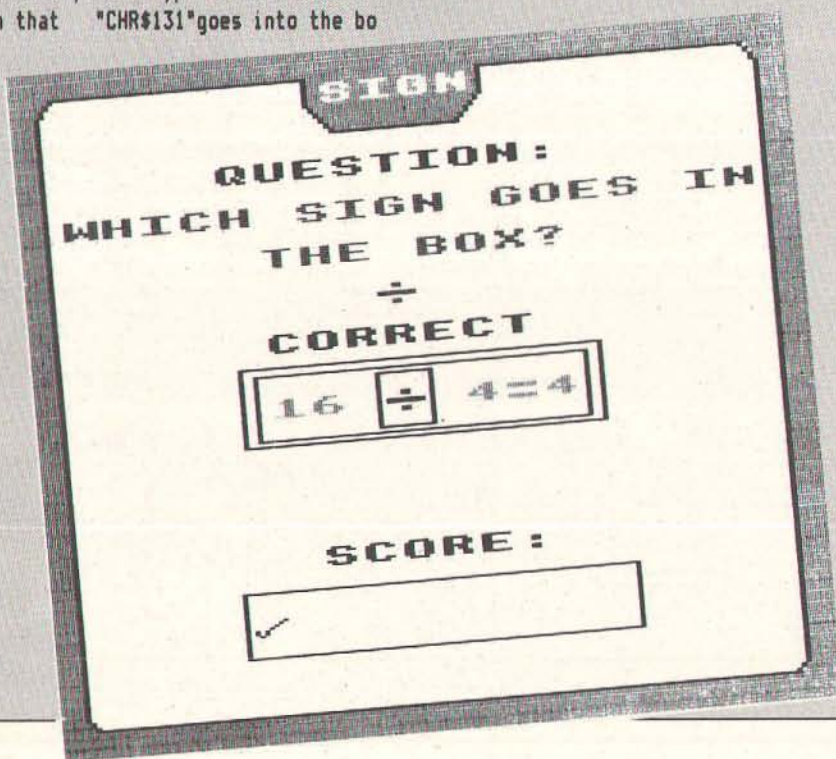 that "CHR$131"goes into the bo
SIGN
QUESTION:
WHICH SIGN GOES IN
THE BOX?
÷
CORRECT
16 ÷ 4=4
SCORE:
✓